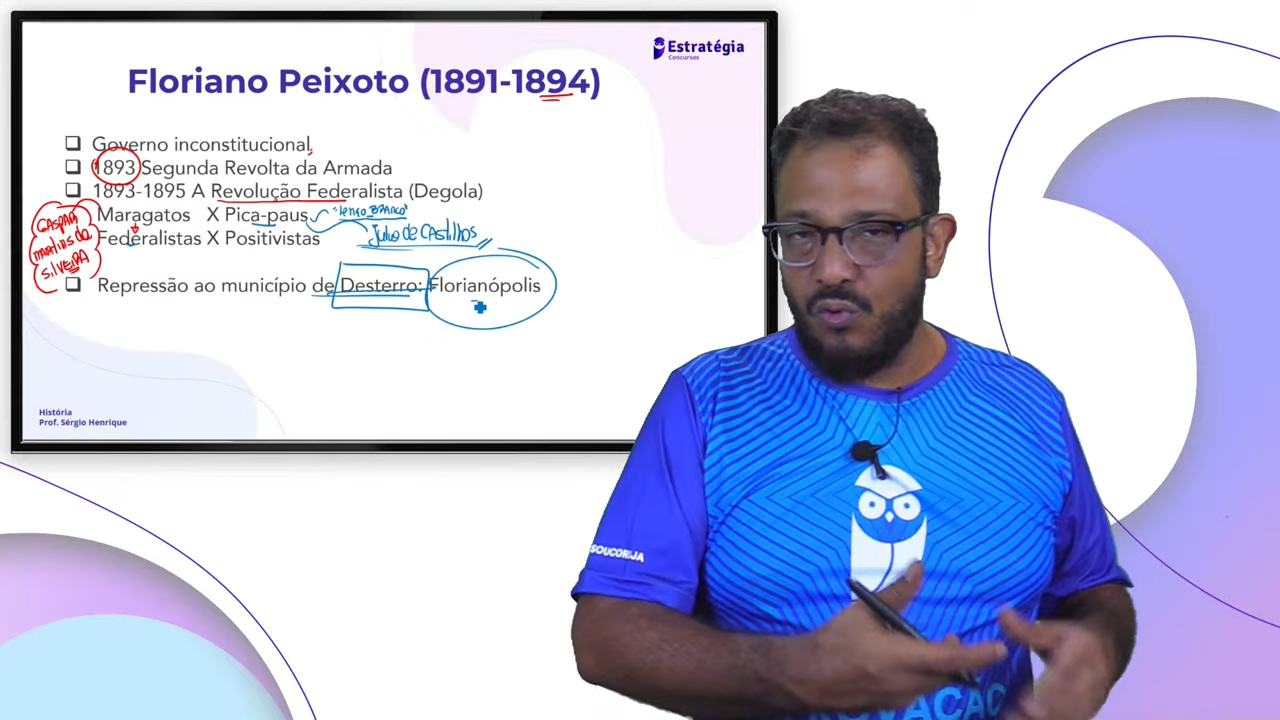 Estratégia
Concursos
Floriano Peixoto (1891-1894)
Governo inconstitucional
1893 Segunda Revolta da Armada
1893-1895 A Revolução Federalista (Degola)
Maragatos X Pica-paus
"lenço BRANCO"
Federalistas X Positivistas
Julio de CAStilhos
GASPAR
MARtins da
SilVEiRA
Repressão ao município de Desterro: Florianópolis
História
Prof. Sérgio Henrique